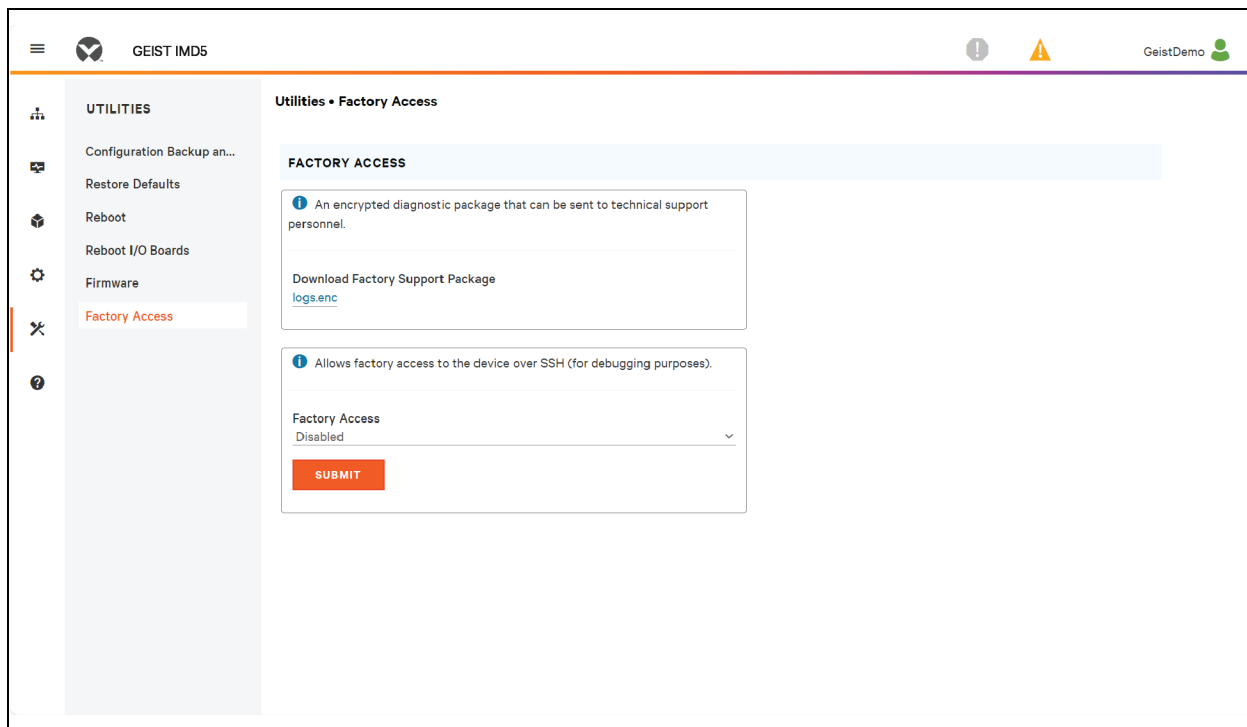 GEIST IMD5
GeistDemo
UTILITIES
Configuration Backup an...
Restore Defaults
Reboot
Reboot I/O Boards
Firmware
Factory Access
Utilities • Factory Access
FACTORY ACCESS
An encrypted diagnostic package that can be sent to technical support
personnel.
Download Factory Support Package
logs.enc
Allows factory access to the device over SSH (for debugging purposes).
Factory Access
Disabled
SUBMIT